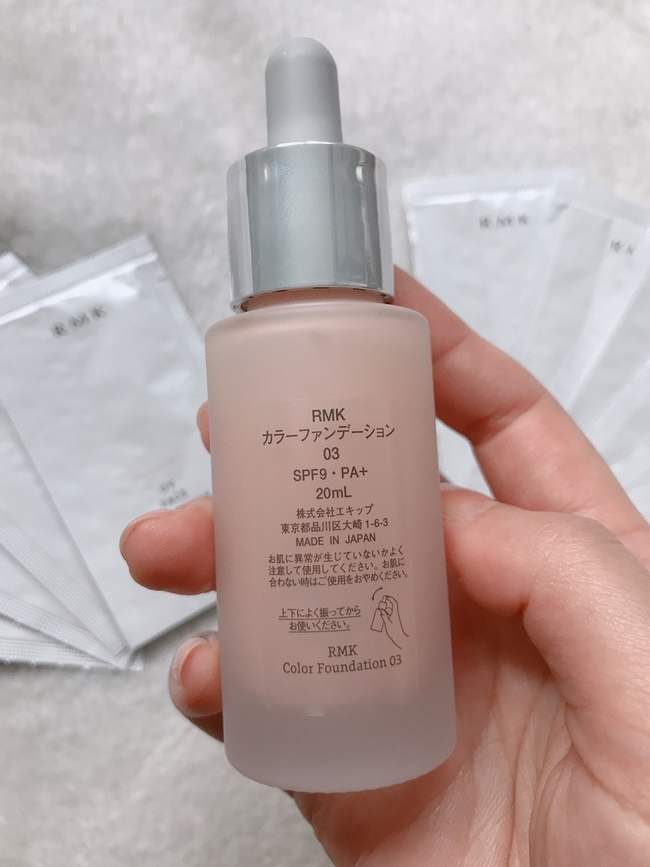 RMK
カラーファンデーション
03
SPF9・PA+
20mL
株式会社エキップ
東京都品川区大崎1-6-3
MADE IN JAPAN
お肌に異常が生じていないかよく
注意して使用してください。お肌に
合わない時はご使用をおやめください。
上下によく振ってから
お使いください。
RMK
Color Foundation 03
RMK
RMK